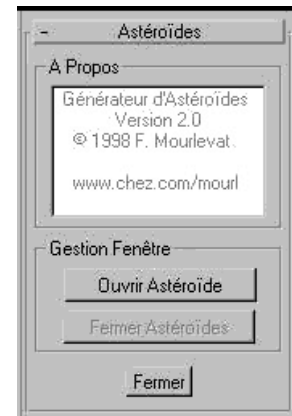 - Astéroïdes
A Propos
Générateur d'Astéroïdes
Version 2.0
© 1998 F. Mourlevat
www.chez.com/mourl
Gestion Fenêtre
Ouvrir Astéroïde
Fermer Astéroïdes
Fermer